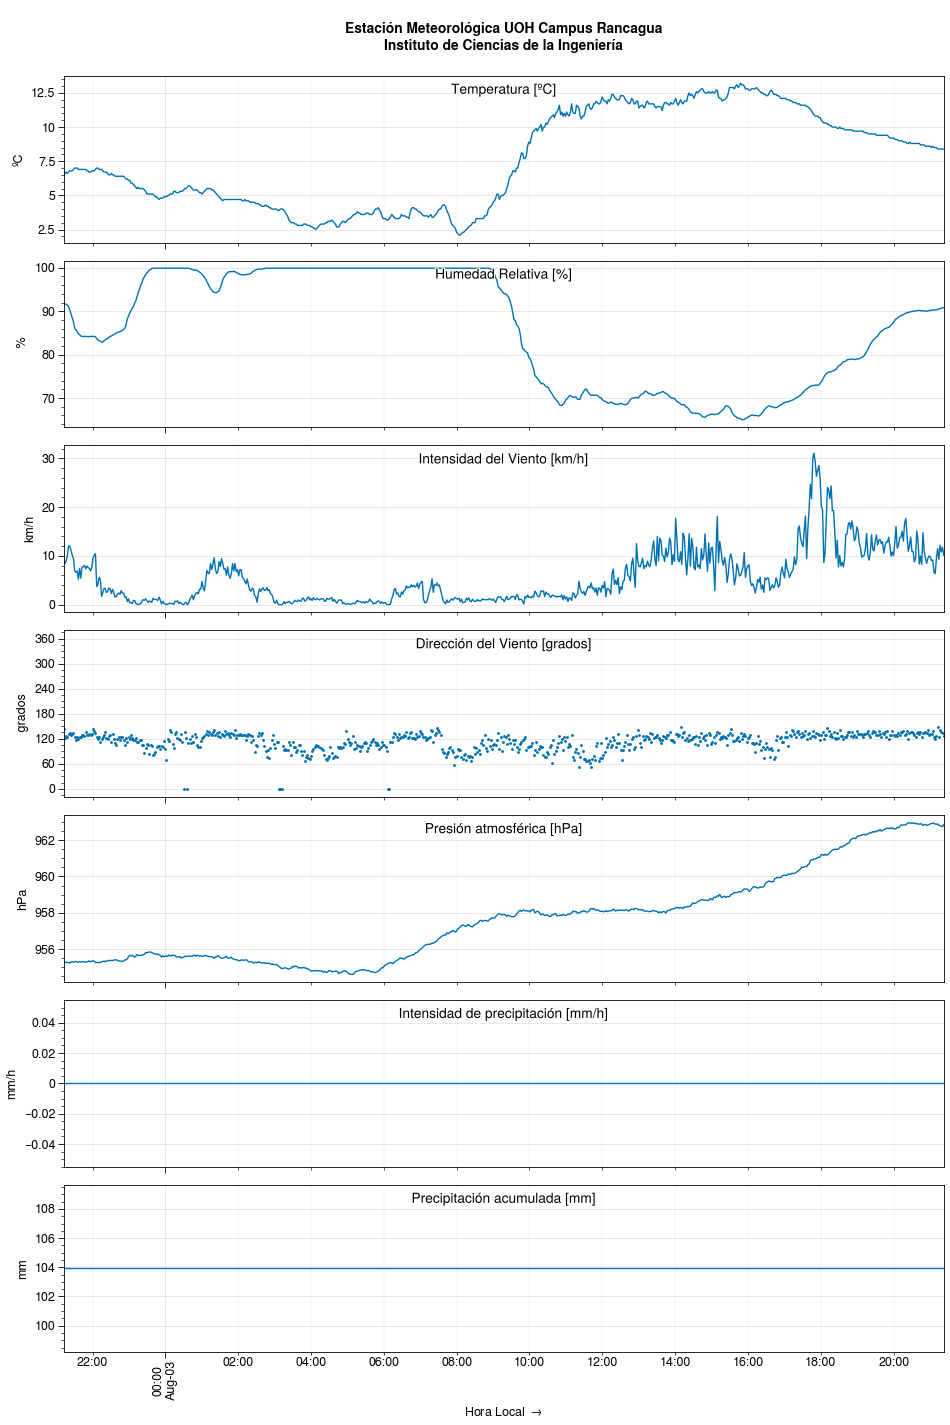 Estación Meteorológica UOH Campus Rancagua
Instituto de Ciencias de la Ingeniería
Temperatura [ºC]
12.5
10
7.5
5
2.5
ºC
Humedad Relativa [%]
100
90
80
70
%
Intensidad del Viento [km/h]
30
20
10
0
km/h
Dirección del Viento [grados]
360
300
240
180
120
60
0
grados
Presión atmosférica [hPa]
962
960
958
956
hPa
Intensidad de precipitación [mm/h]
0.04
0.02
0
−0.02
−0.04
mm/h
Precipitación acumulada [mm]
108
106
104
102
100
mm
22:00
00:00
Aug-03
02:00
04:00
06:00
08:00
10:00
12:00
14:00
16:00
18:00
20:00
Hora Local →